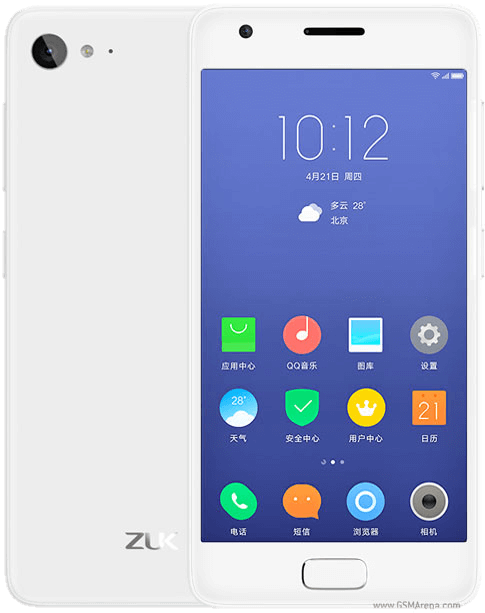 10:12
4月21日 周四
多云 28°
北京
应用中心 QQ音乐 图库 设置
28°
21
天气 安全中心 用户中心 日历
电话 短信 浏览器 相机
ZUK
www.GSMArena.com